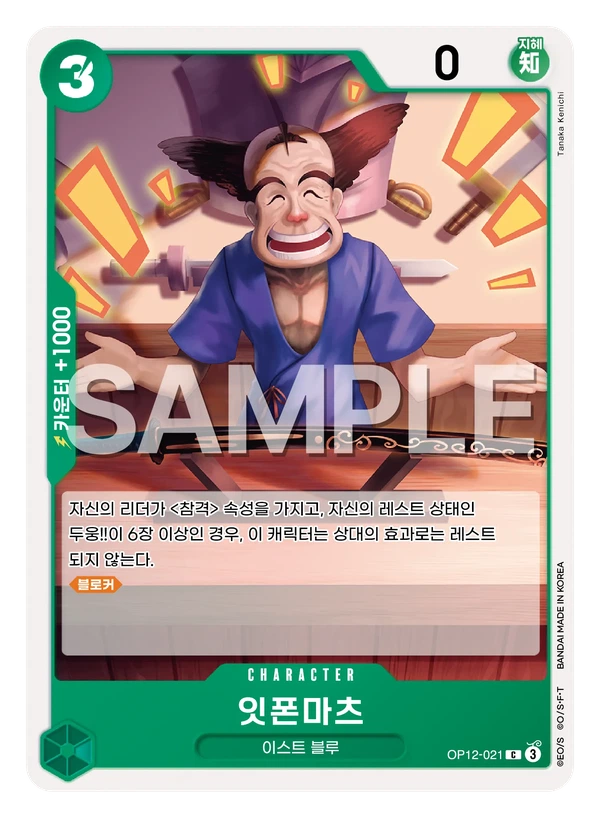 3
0
지혜
知
Tanaka Kenichi
카운터 +1000
SAMPLE
자신의 리더가 <참격> 속성을 가지고, 자신의 레스트 상태인
두웅!!이 6장 이상인 경우, 이 캐릭터는 상대의 효과로는 레스트
되지 않는다.
블로커
CHARACTER
잇폰마츠
이스트 블루
OP12-021 C 3
©EO/S ©O/S·F·T BANDAI MADE IN KOREA